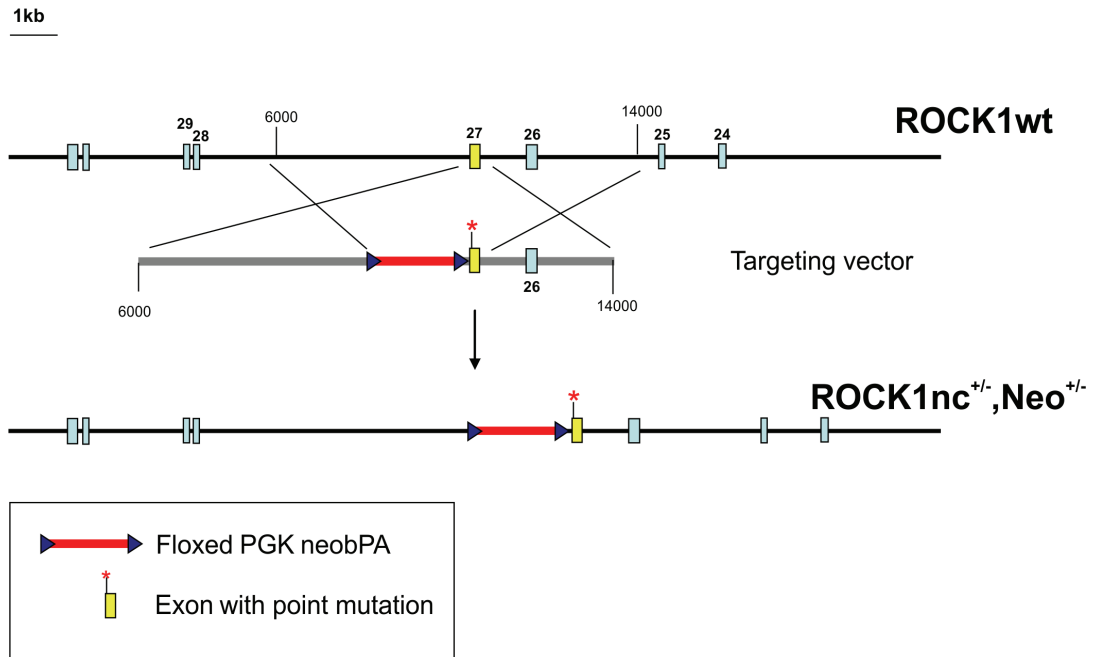 1kb
ROCK1wt
29
28
6000
27
26
14000
25
24
*
Targeting vector
26
6000
14000
ROCK1nc+/-,Neo+/-
*
Floxed PGK neobPA
*
Exon with point mutation